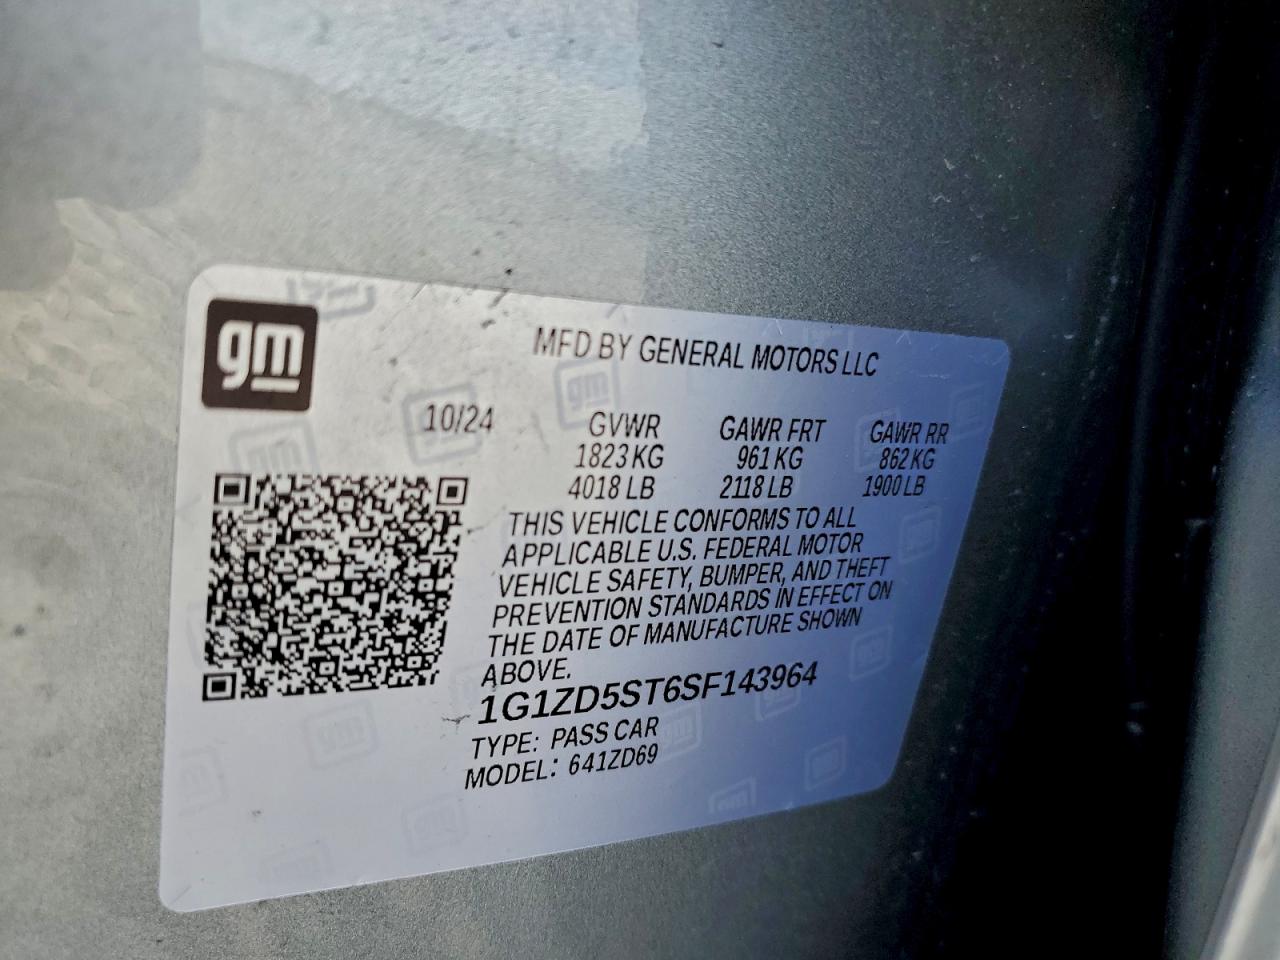 gm
MFD BY GENERAL MOTORS LLC
10/24 GVWR GAWR FRT GAWR RR
1823 KG 961 KG 862 KG
4018 LB 2118 LB 1900 LB
THIS VEHICLE CONFORMS TO ALL
APPLICABLE U.S. FEDERAL MOTOR
VEHICLE SAFETY, BUMPER, AND THEFT
PREVENTION STANDARDS IN EFFECT ON
THE DATE OF MANUFACTURE SHOWN
ABOVE.
1G1ZD5ST6SF143964
TYPE: PASS CAR
MODEL: 641ZD69